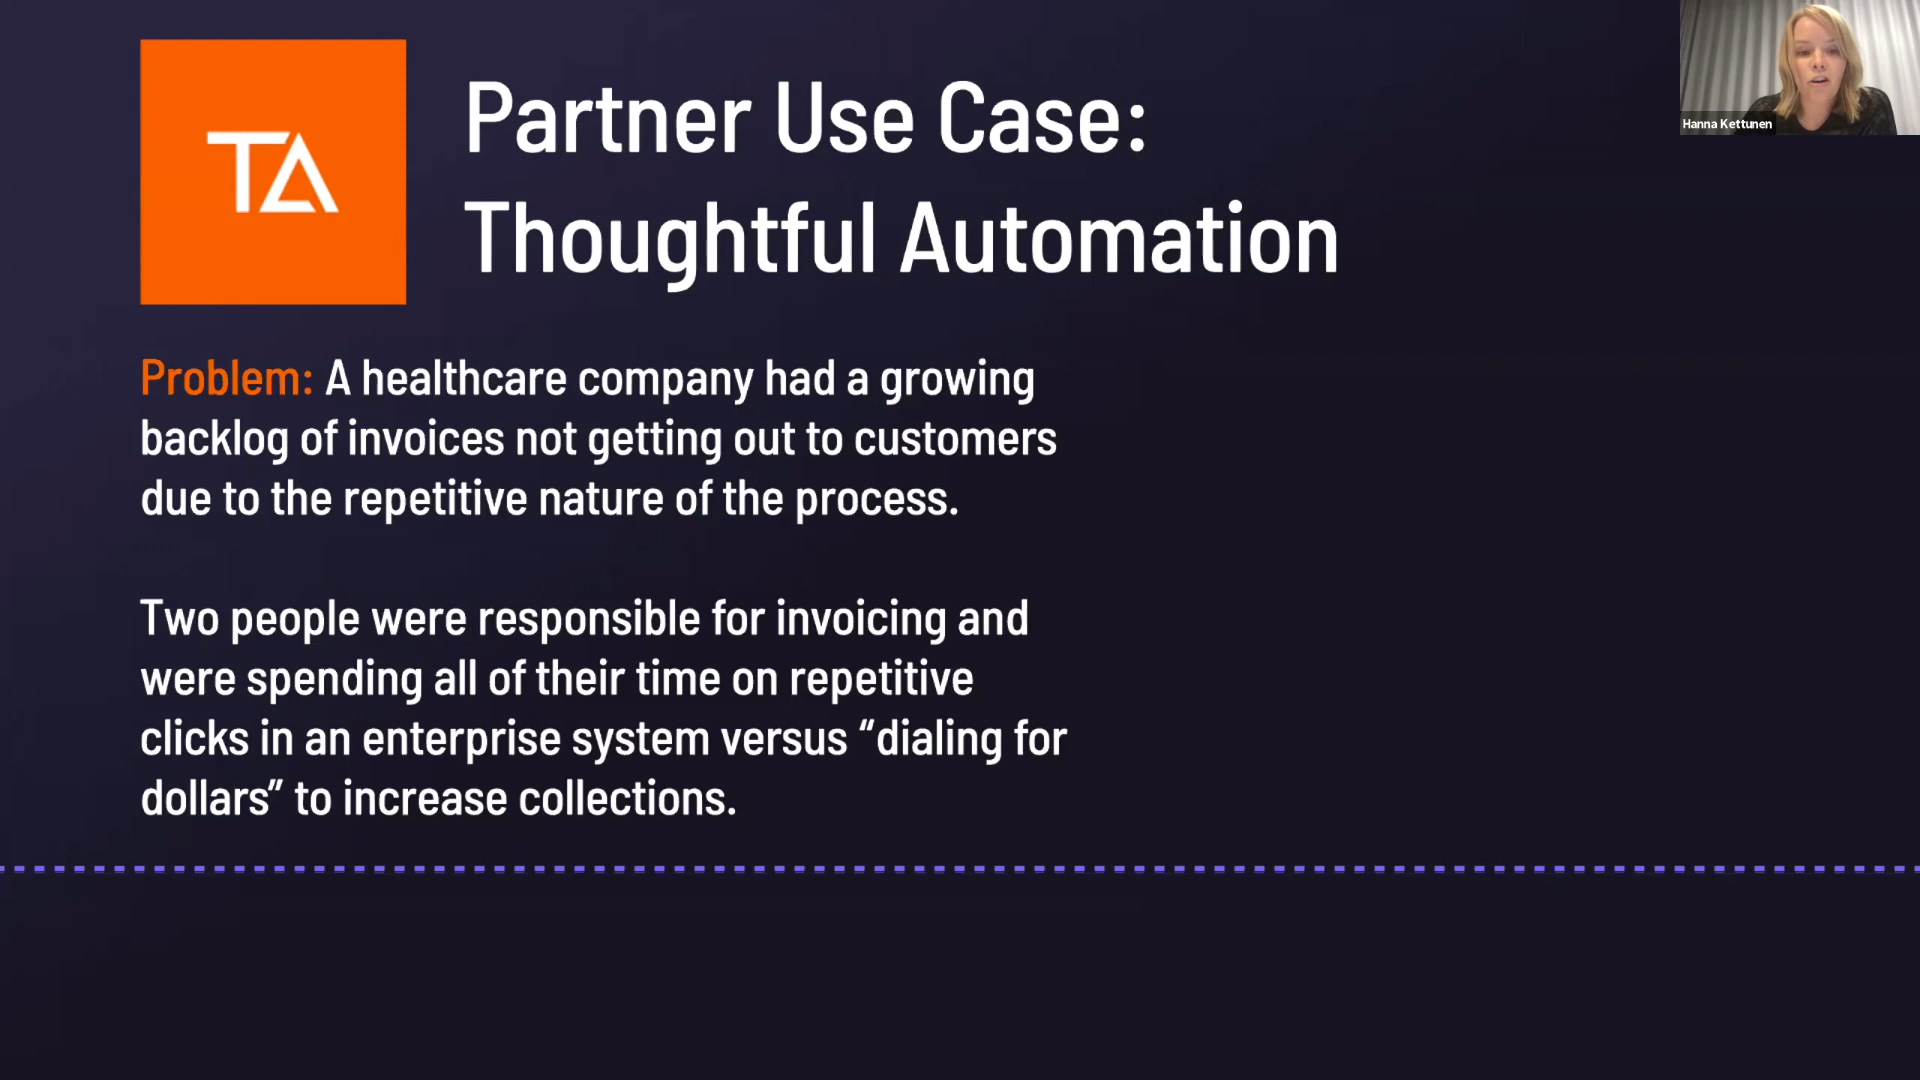 TA
Partner Use Case:
Thoughtful Automation
Hanna Kettunen
Problem: A healthcare company had a growing
backlog of invoices not getting out to customers
due to the repetitive nature of the process.
Two people were responsible for invoicing and
were spending all of their time on repetitive
clicks in an enterprise system versus “dialing for
dollars” to increase collections.